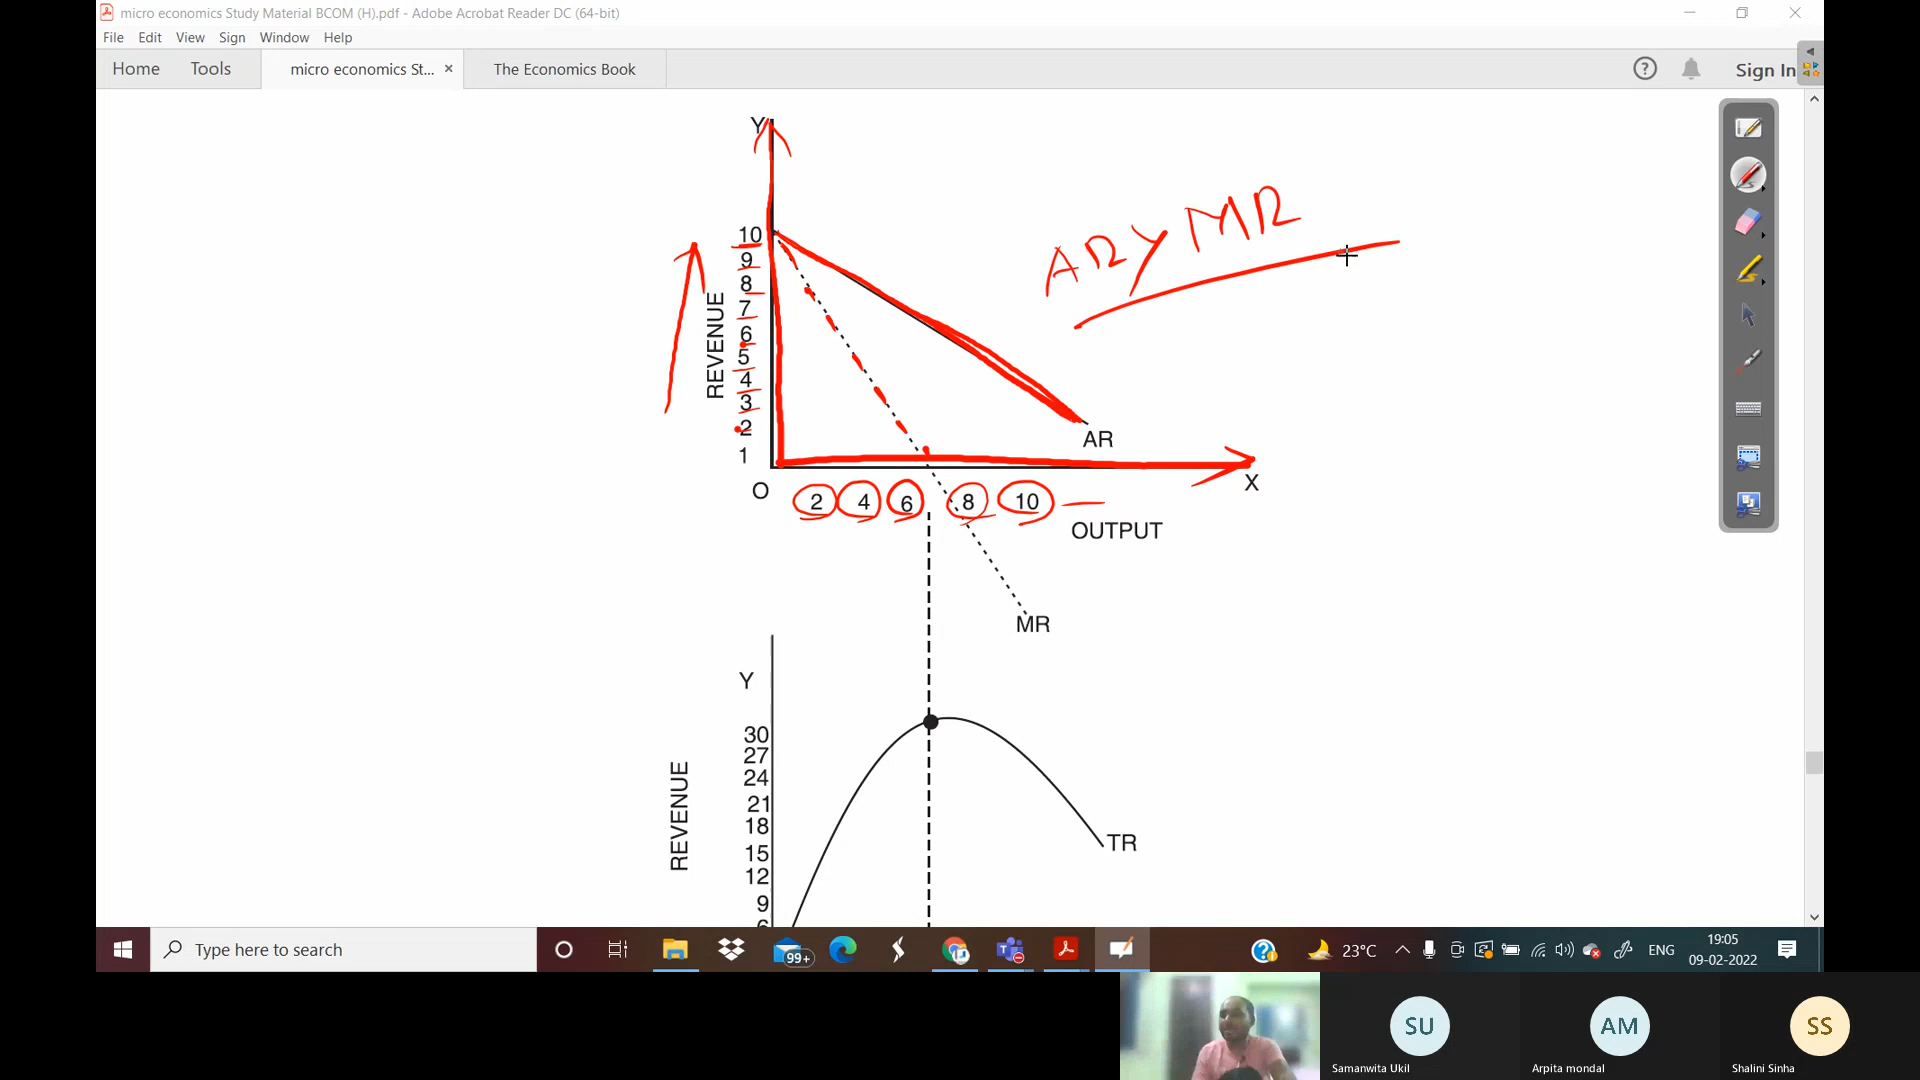 micro economics Study Material BCOM (H).pdf - Adobe Acrobat Reader DC (64-bit)
File Edit View Sign Window Help
Home Tools micro economics St... × The Economics Book Sign In
Y
10
9
8
7
6
5
4
3
2
1
REVENUE
AR MR
AR
O
X
2 4 6 8 10
OUTPUT
MR
Y
30
27
24
21
18
15
12
9
6
REVENUE
TR
Type here to search
99+
23°C
ENG
19:05
09-02-2022
SU
AM
SS
Samanwita Ukil
Arpita mondal
Shalini Sinha